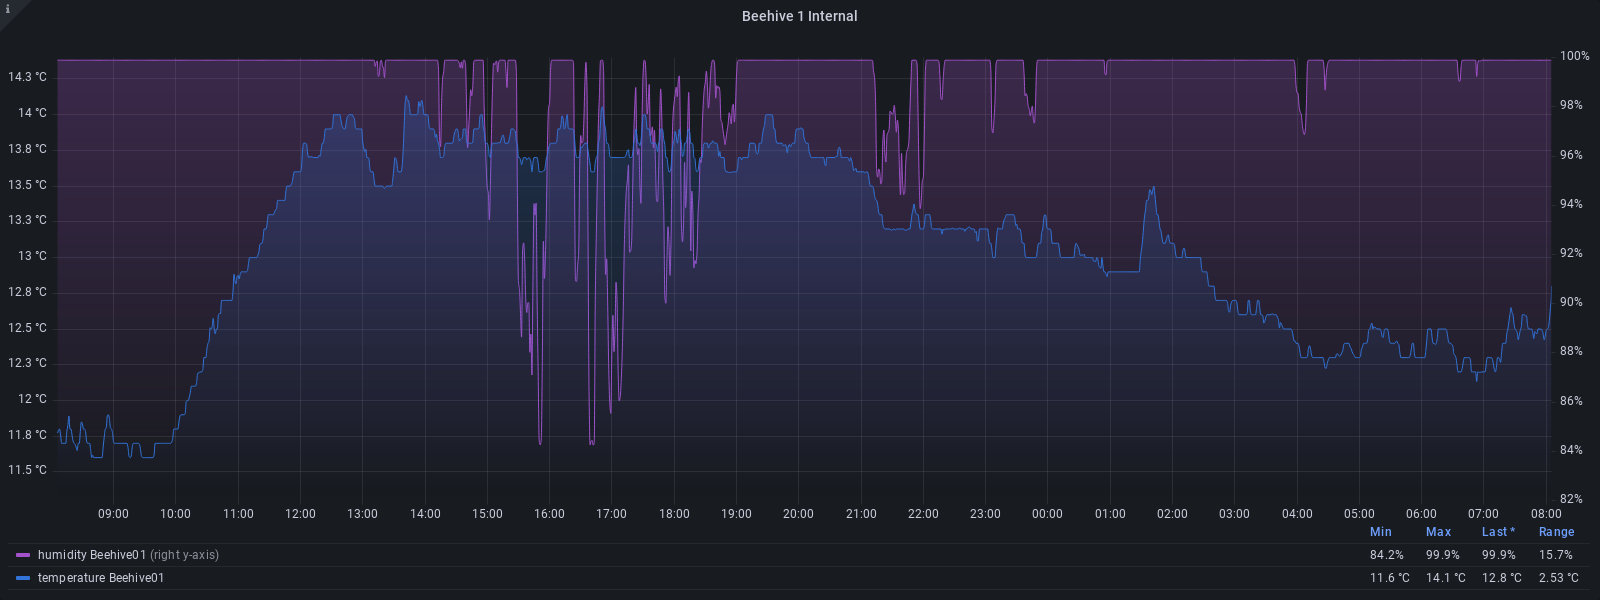 i
Beehive 1 Internal
14.3 °C
14 °C
13.8 °C
13.5 °C
13.3 °C
13 °C
12.8 °C
12.5 °C
12.3 °C
12 °C
11.8 °C
11.5 °C
100%
98%
96%
94%
92%
90%
88%
86%
84%
82%
09:00 10:00 11:00 12:00 13:00 14:00 15:00 16:00 17:00 18:00 19:00 20:00 21:00 22:00 23:00 00:00 01:00 02:00 03:00 04:00 05:00 06:00 07:00 08:00
Min Max Last * Range
humidity Beehive01 (right y-axis) 84.2% 99.9% 99.9% 15.7%
temperature Beehive01 11.6 °C 14.1 °C 12.8 °C 2.53 °C